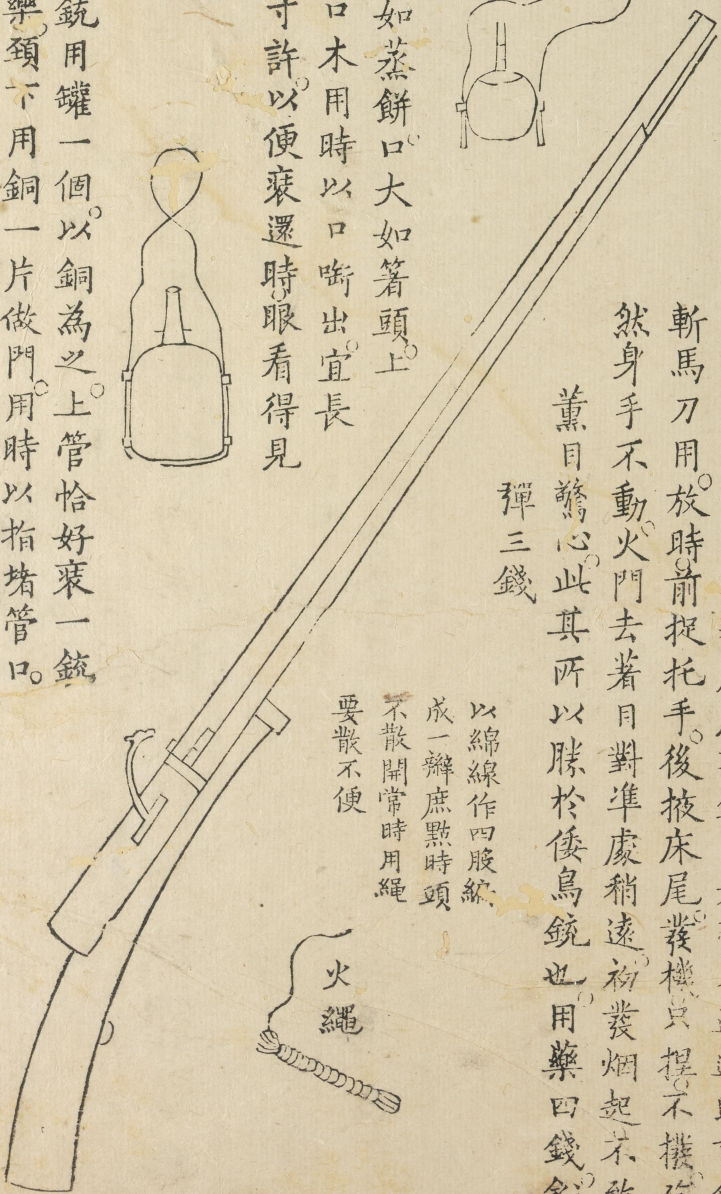 斬馬刀用。放時前捉托手。後掖床尾。發機只捏。不撥
然身手不動。火門去著目對準處稍遠。初發烟起不致
薰目驚心。此其所以勝於倭鳥銃也。用藥四錢
彈三錢
以綿線作四股編
成一辮庶點時頭
不散開常時用繩
要散不便
火繩
如蒸餅。口大如箸頭。上
口木用時以口啣出。宜長
寸許。以便裝還時。眼看得見
銃用罐一個。以銅為之。上管恰好裝一銃
藥。頸下用銅一片做門。用時以指堵管口。